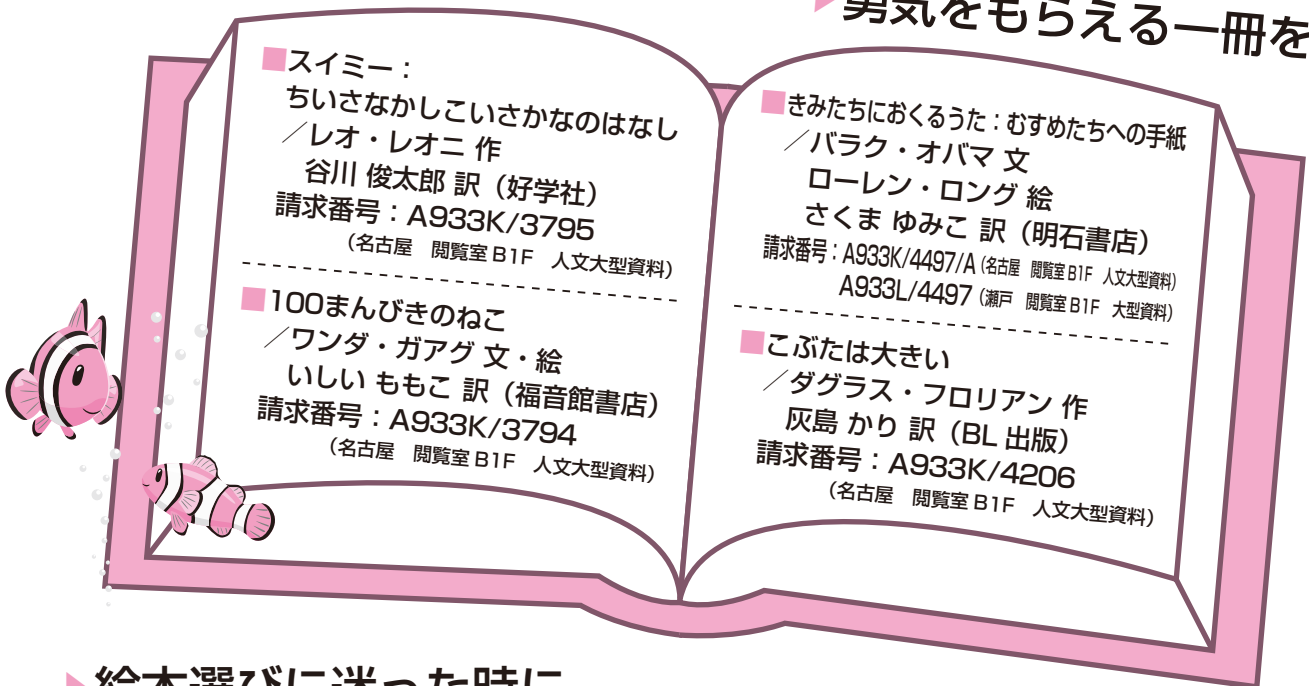 ▶勇気をもらえる一冊を
■スイミー：
ちいさなかしこいさかなのはなし
／レオ・レオニ 作
谷川 俊太郎 訳（好学社）
請求番号：A933K/3795
（名古屋　閲覧室 B1F　人文大型資料）
■100まんびきのねこ
／ワンダ・ガアグ 文・絵
いしい ももこ 訳（福音館書店）
請求番号：A933K/3794
（名古屋　閲覧室 B1F　人文大型資料）
■きみたちにおくるうた：むすめたちへの手紙
／バラク・オバマ 文
ローレン・ロング 絵
さくま ゆみこ 訳（明石書店）
請求番号：A933K/4497/A（名古屋　閲覧室 B1F　人文大型資料）
A933L/4497（瀬戸　閲覧室 B1F　大型資料）
■こぶたは大きい
／ダグラス・フロリアン 作
灰島 かり 訳（BL 出版）
請求番号：A933K/4206
（名古屋　閲覧室 B1F　人文大型資料）
▶絵本選びに迷った時に